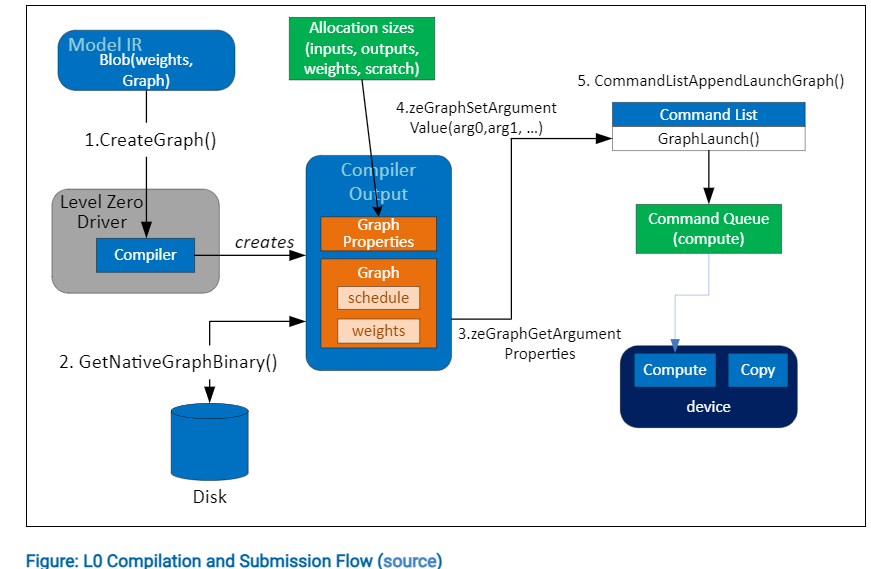 Model IR
Blob(weights,
Graph)
Allocation sizes
(inputs, outputs,
weights, scratch)
5. CommandListAppendLaunchGraph()
4.zeGraphSetArgument
Value(arg0,arg1, ...)
Command List
GraphLaunch()
1.CreateGraph()
Compiler
Output
Level Zero
Driver
Compiler
creates
Graph
Properties
Command Queue
(compute)
Graph
schedule
weights
3.zeGraphGetArgument
Properties
2. GetNativeGraphBinary()
Compute
Copy
device
Disk
Figure: L0 Compilation and Submission Flow (source)